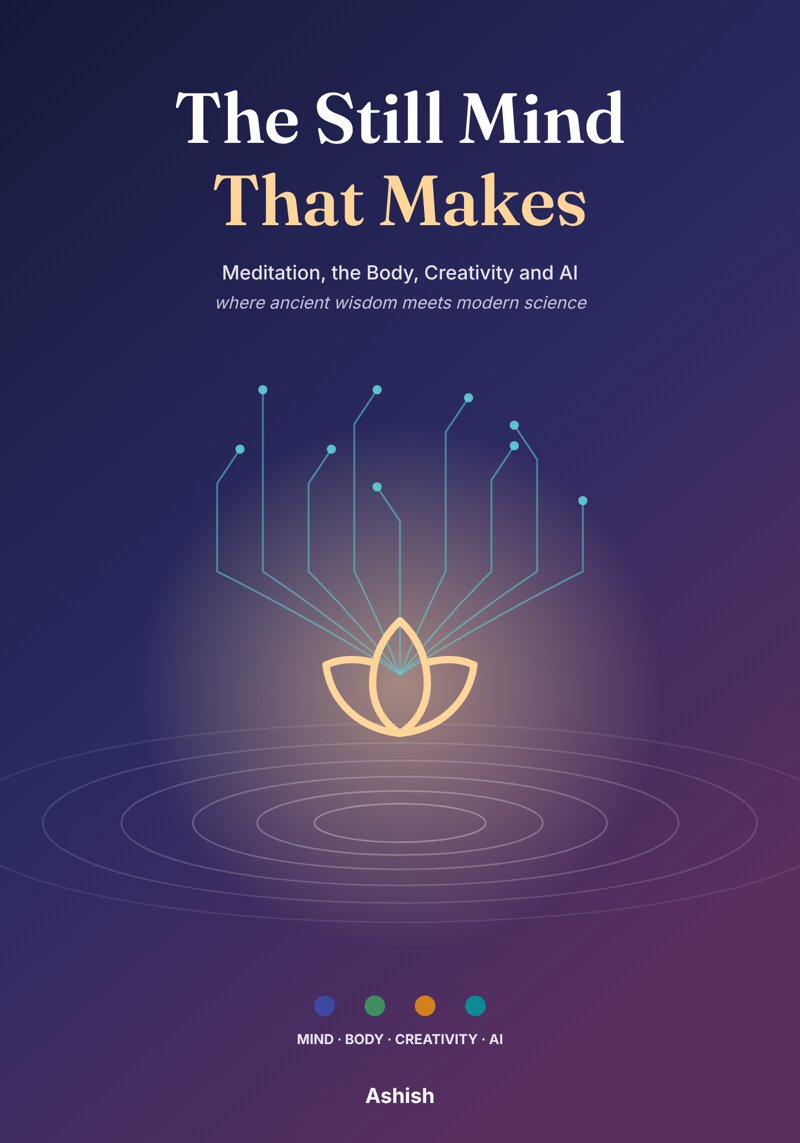 The Still Mind
That Makes
Meditation, the Body, Creativity and AI
where ancient wisdom meets modern science
MIND · BODY · CREATIVITY · AI
Ashish